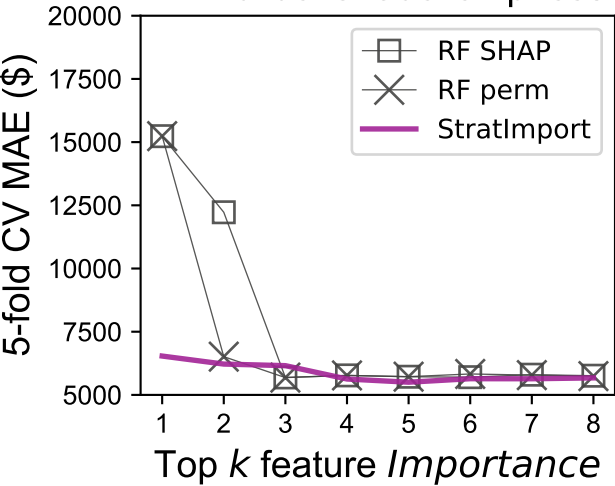 20000
17500
15000
12500
10000
7500
5000
5-fold CV MAE ($)
RF SHAP
RF perm
StratImport
1 2 3 4 5 6 7 8
Top k feature Importance